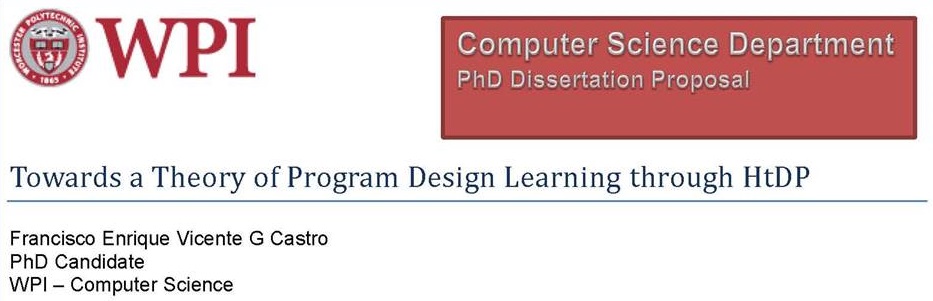 WORCESTER POLYTECHNIC INSTITUTE
1865
WPI
Computer Science Department
PhD Dissertation Proposal
Towards a Theory of Program Design Learning through HtDP
Francisco Enrique Vicente G Castro
PhD Candidate
WPI – Computer Science